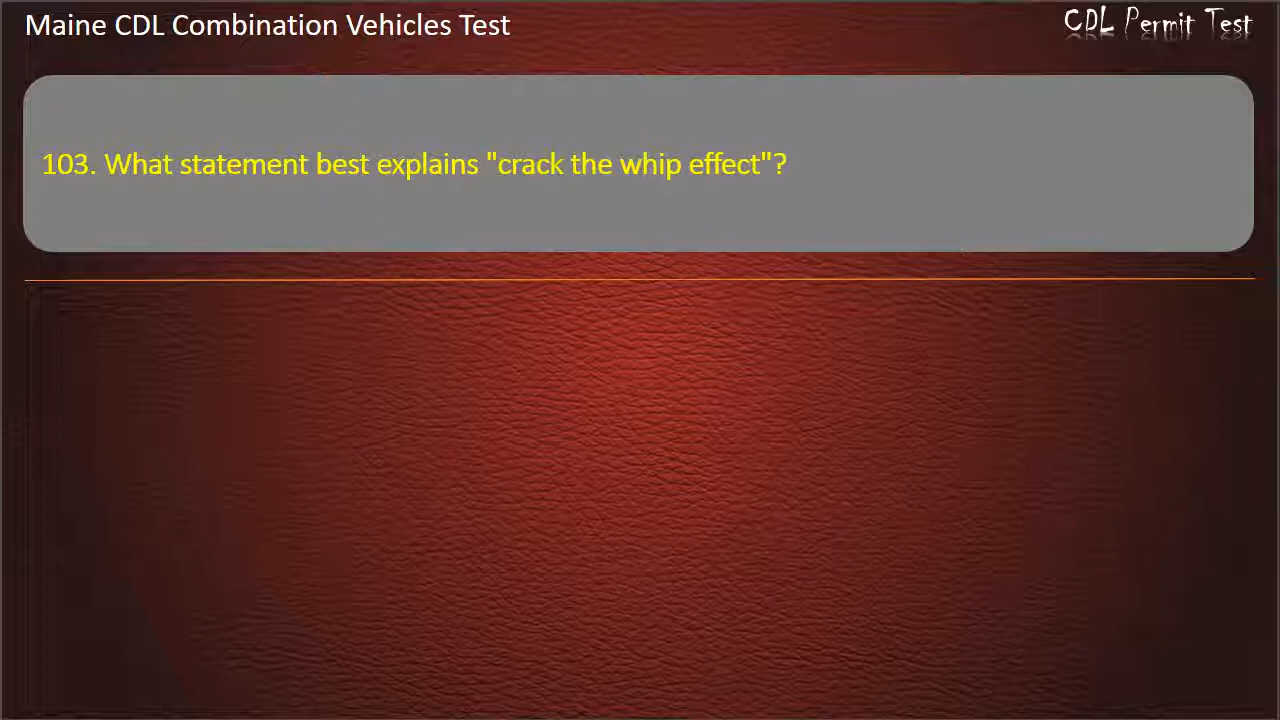 Maine CDL Combination Vehicles Test
CDL Permit Test
103. What statement best explains "crack the whip effect"?